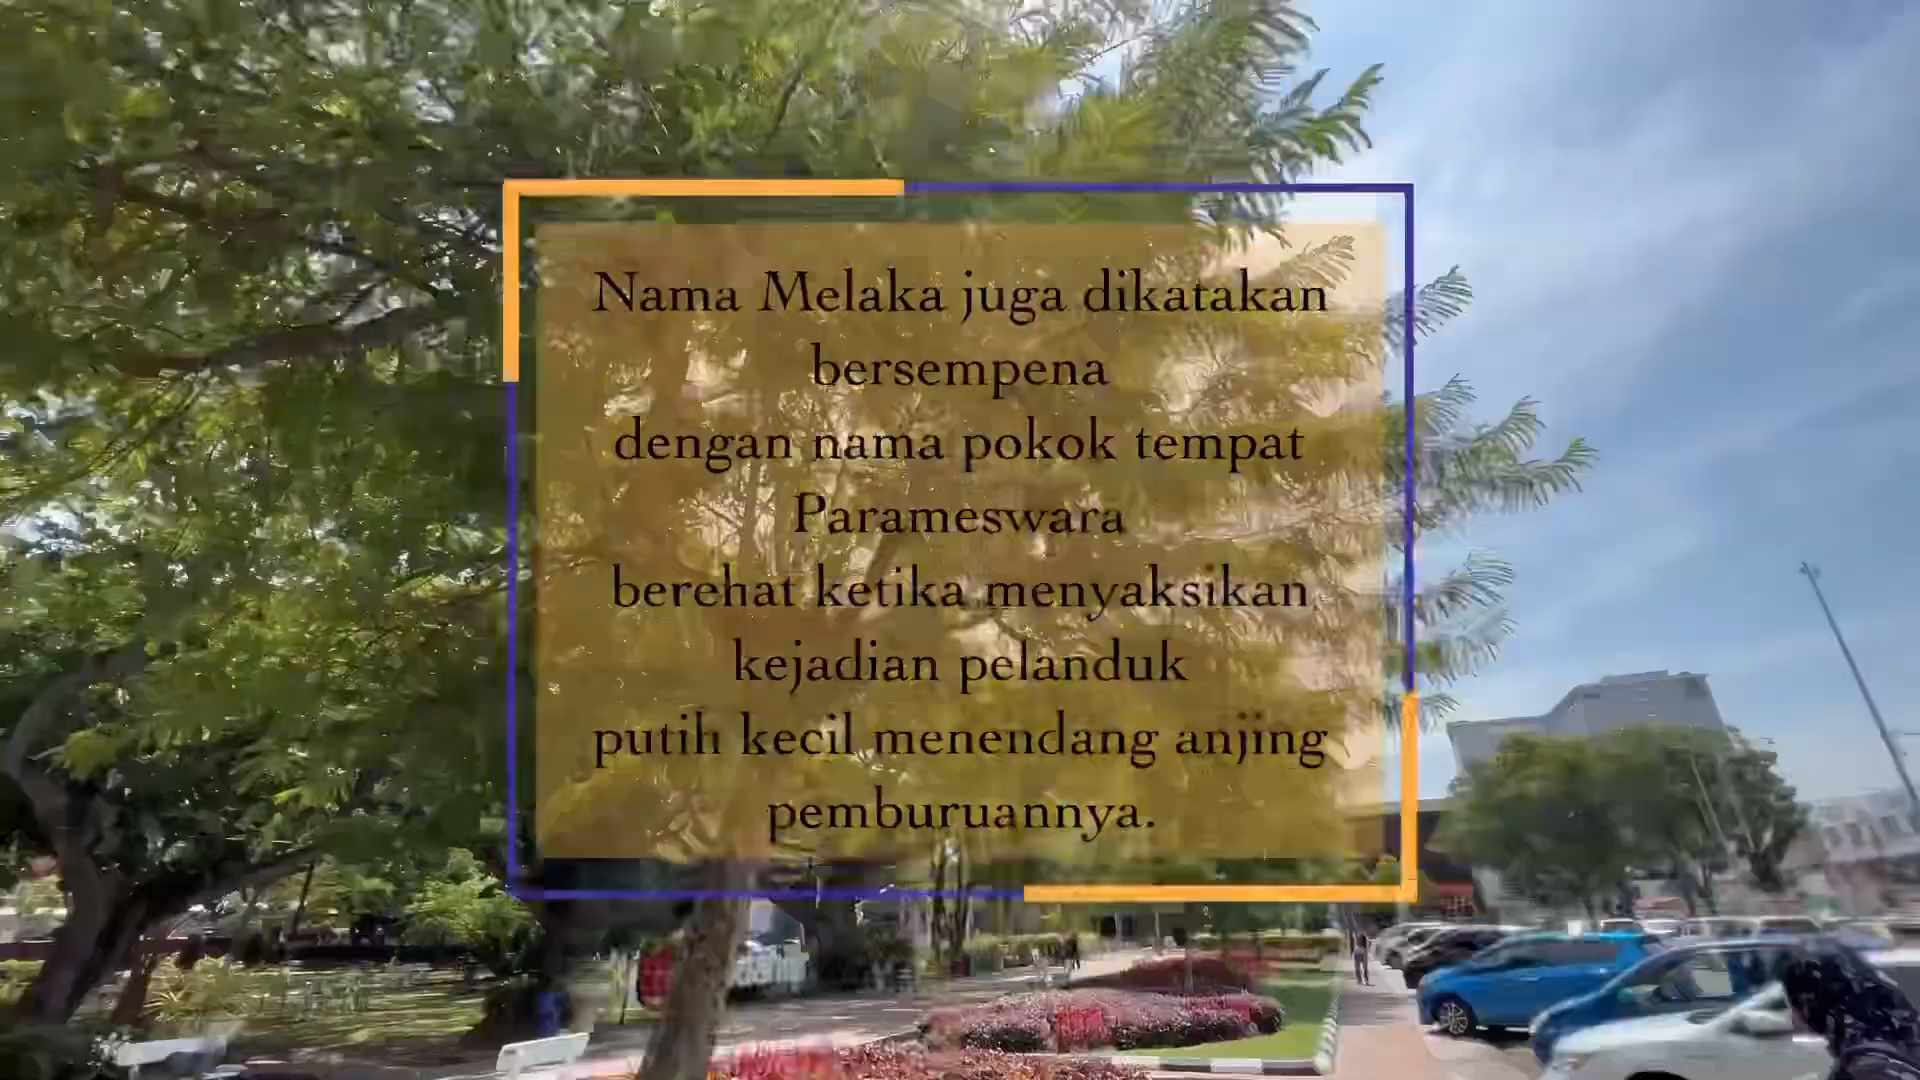 Nama Melaka juga dikatakan
bersempena
dengan nama pokok tempat
Parameswara
berehat ketika menyaksikan
kejadian pelanduk
putih kecil menendang anjing
pemburuannya.